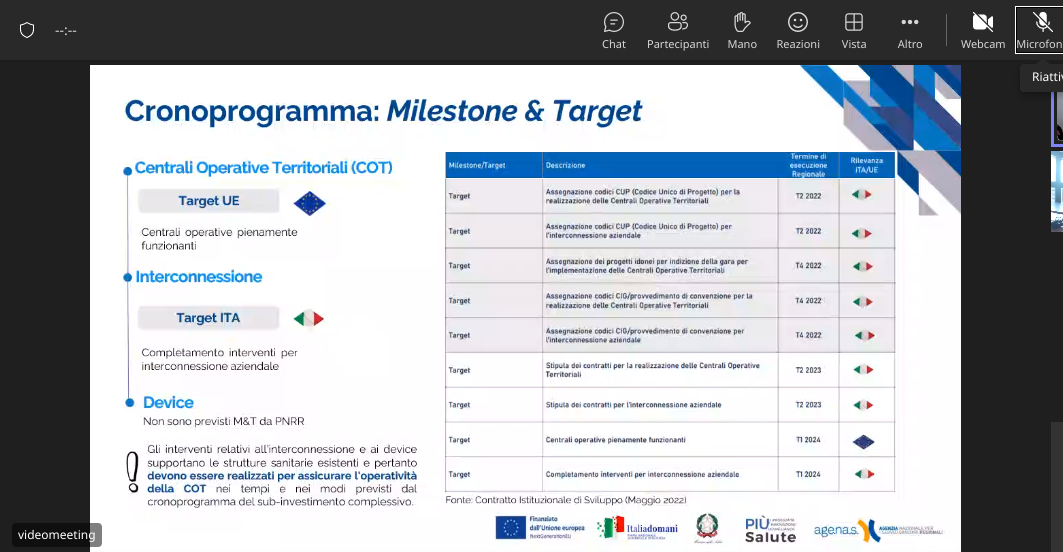 --:--
Chat
Partecipanti
Mano
Reazioni
Vista
Altro
Webcam
Microfon
Riatti
Cronoprogramma: Milestone & Target
Centrali Operative Territoriali (COT)
Target UE
Centrali operative pienamente
funzionanti
Interconnessione
Target ITA
Completamento interventi per
interconnessione aziendale
Device
Non sono previsti M&T da PNRR
Gli interventi relativi all'interconnessione e ai device
supportano le strutture sanitarie esistenti e pertanto
devono essere realizzati per assicurare l'operatività
della COT nei tempi e nei modi previsti dal
cronoprogramma del sub-investimento complessivo.
Milestone/Target
Descrizione
Termine di
esecuzione
Regionale
Rilevanza
ITA/UE
Target
Assegnazione codici CUP (Codice Unico di Progetto) per la
realizzazione delle Centrali Operative Territoriali
T2 2022
Target
Assegnazione codici CUP (Codice Unico di Progetto) per
l'interconnessione aziendale
T2 2022
Target
Assegnazione dei progetti idonei per indizione della gara per
l'implementazione delle Centrali Operative Territoriali
T4 2022
Target
Assegnazione codici CIG/provvedimento di convenzione per la
realizzazione delle Centrali Operative Territoriali
T4 2022
Target
Assegnazione codici CIG/provvedimento di convenzione per
l'interconnessione aziendale
T4 2022
Target
Stipula dei contratti per la realizzazione delle Centrali Operative
Territoriali
T2 2023
Target
Stipula dei contratti per l'interconnessione aziendale
T2 2023
Target
Centrali operative pienamente funzionanti
T1 2024
Target
Completamento interventi per interconnessione aziendale
T1 2024
Fonte: Contratto Istituzionale di Sviluppo (Maggio 2022)
Finanziato
dall'Unione europea
NextGenerationEU
Italiadomani
PIÙ
Salute
age.na.s.
AGENZIA NAZIONALE PER
I SERVIZI SANITARI REGIONALI
videomeeting